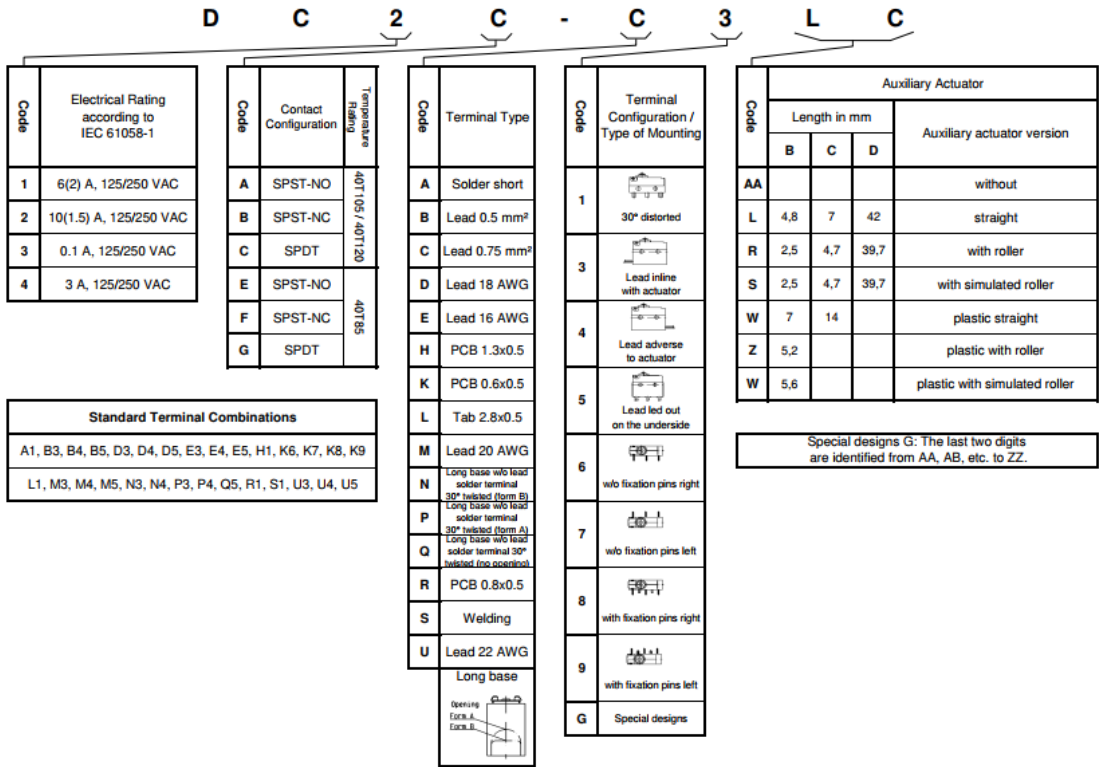 D C 2 C - C 3 L C
Code
Electrical Rating
according to
IEC 61058-1
1 6(2) A, 125/250 VAC
2 10(1.5) A, 125/250 VAC
3 0.1 A, 125/250 VAC
4 3 A, 125/250 VAC
Code
Contact
Configuration
Temperature
Rating
A SPST-NO
B SPST-NC
C SPDT
40T105 / 40T120
E SPST-NO
F SPST-NC
G SPDT
40T85
Standard Terminal Combinations
A1, B3, B4, B5, D3, D4, D5, E3, E4, E5, H1, K6, K7, K8, K9
L1, M3, M4, M5, N3, N4, P3, P4, Q5, R1, S1, U3, U4, U5
Code
Terminal Type
A Solder short
B Lead 0.5 mm²
C Lead 0.75 mm²
D Lead 18 AWG
E Lead 16 AWG
H PCB 1.3x0.5
K PCB 0.6x0.5
L Tab 2.8x0.5
M Lead 20 AWG
N
Long base w/o lead
solder terminal
30° twisted (form B)
P
Long base w/o lead
solder terminal
30° twisted (form A)
Q
Long base w/o lead
solder terminal 30°
twisted (no opening)
R PCB 0.8x0.5
S Welding
U Lead 22 AWG
Long base
Opening
Form A
Form B
Code
Terminal
Configuration /
Type of Mounting
1
30° distorted
3
Lead inline
with actuator
4
Lead adverse
to actuator
5
Lead led out
on the underside
6
w/o fixation pins right
7
w/o fixation pins left
8
with fixation pins right
9
with fixation pins left
G Special designs
Code
Auxiliary Actuator
Length in mm
B C D
Auxiliary actuator version
AA without
L 4,8 7 42 straight
R 2,5 4,7 39,7 with roller
S 2,5 4,7 39,7 with simulated roller
W 7 14 plastic straight
Z 5,2 plastic with roller
W 5,6 plastic with simulated roller
Special designs G: The last two digits
are identified from AA, AB, etc. to ZZ.